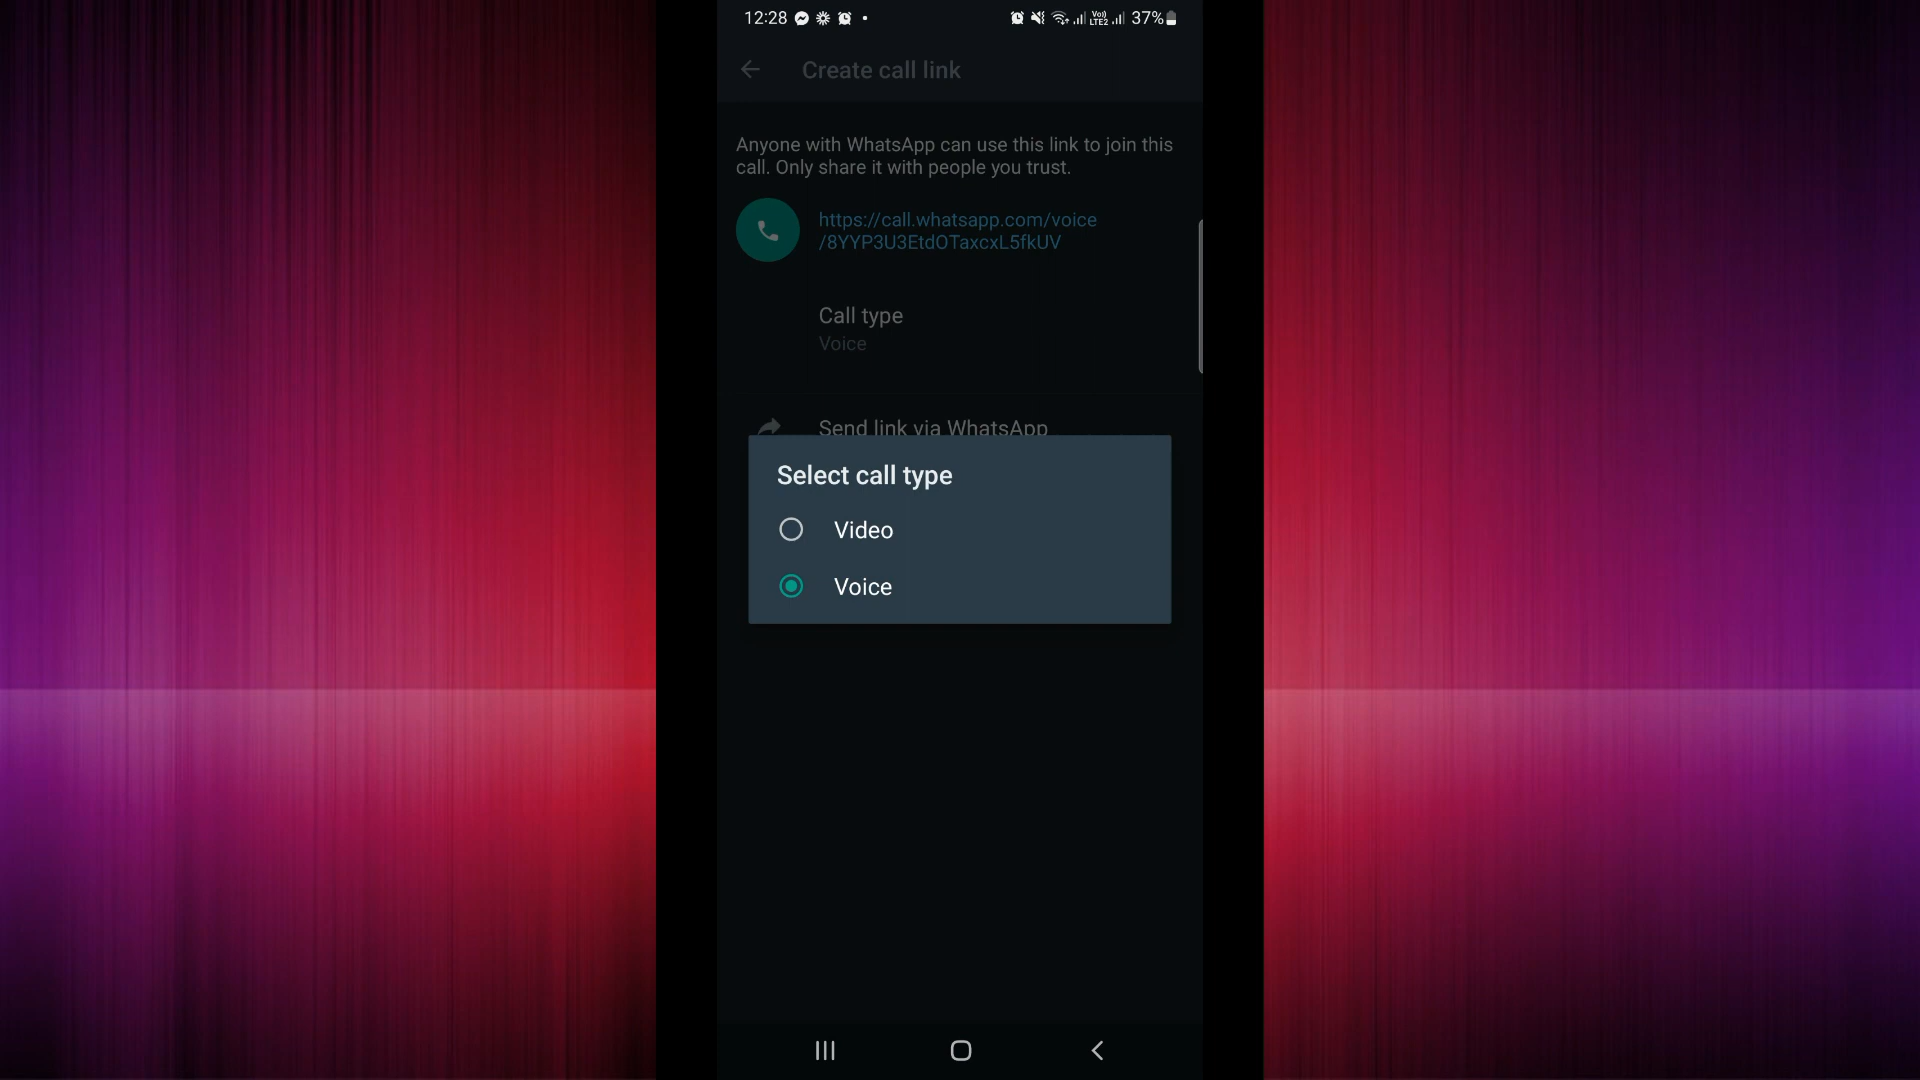 12:28
Vo)) LTE2 37%
Create call link
Anyone with WhatsApp can use this link to join this
call. Only share it with people you trust.
https://call.whatsapp.com/voice
/8YYP3U3EtdOTaxcxL5fkUV
Call type
Voice
Send link via WhatsApp
Select call type
Video
Voice